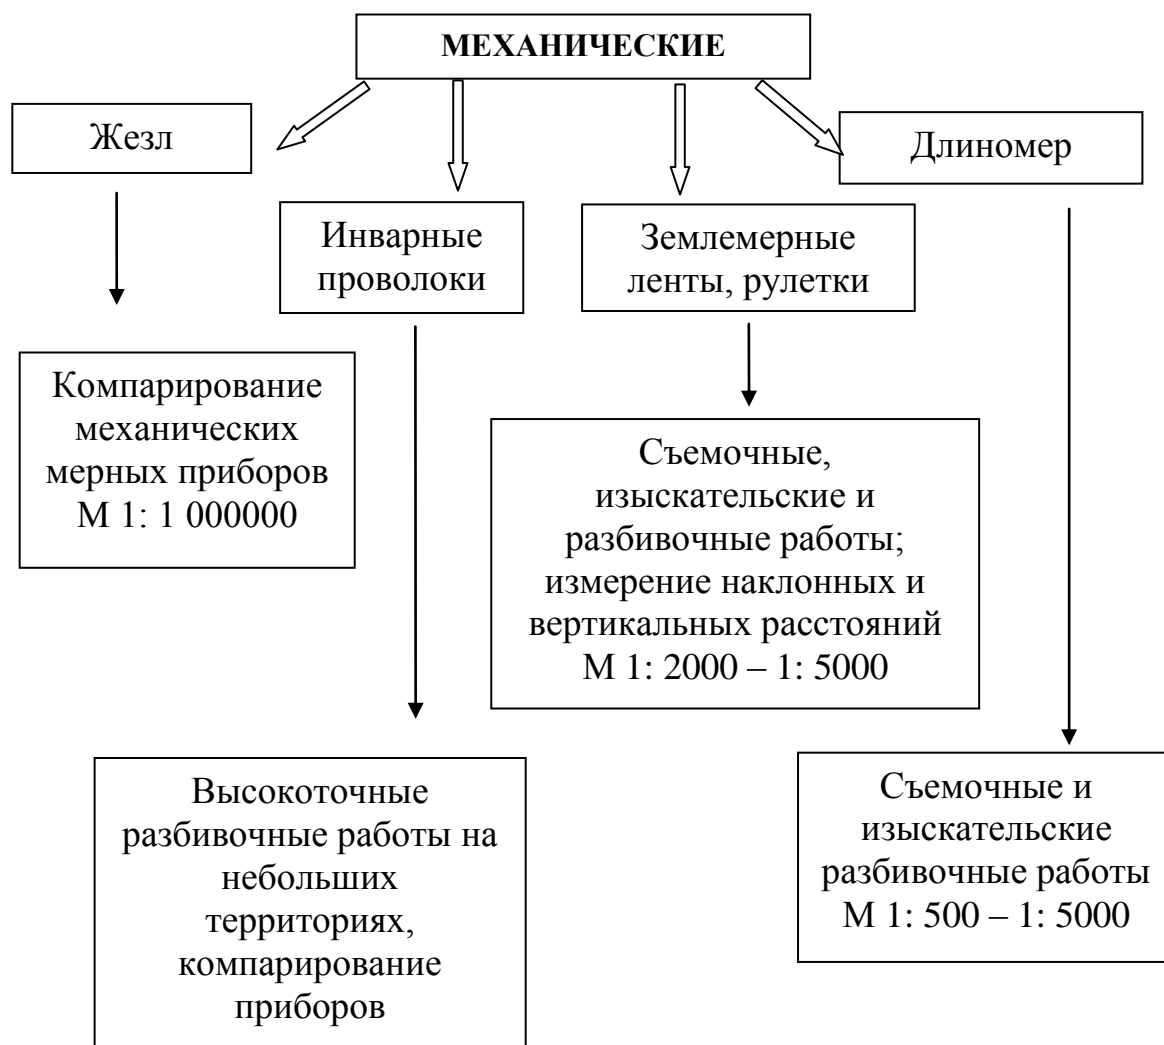 МЕХАНИЧЕСКИЕ
Жезл
Длиномер
Инварные
проволоки
Землемерные
ленты, рулетки
Компарирование
механических
мерных приборов
М 1: 1 000000
Съемочные,
изыскательские и
разбивочные работы;
измерение наклонных и
вертикальных расстояний
М 1: 2000 – 1: 5000
Высокоточные
разбивочные работы на
небольших
территориях,
компарирование
приборов
Съемочные и
изыскательские
разбивочные работы
М 1: 500 – 1: 5000